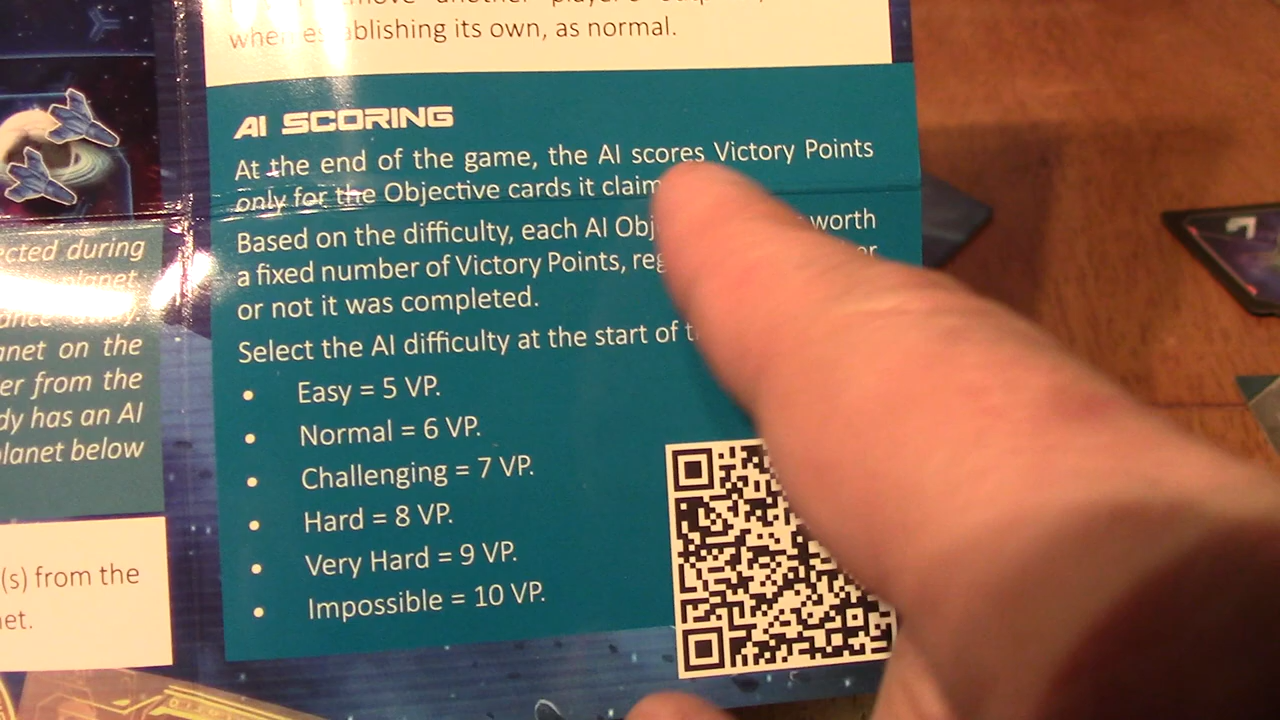 when establishing its own, as normal.
AI SCORING
At the end of the game, the AI scores Victory Points
only for the Objective cards it claim
Based on the difficulty, each AI Obj worth
a fixed number of Victory Points, reg
or not it was completed.
Select the AI difficulty at the start of t
• Easy = 5 VP.
• Normal = 6 VP.
• Challenging = 7 VP.
• Hard = 8 VP.
• Very Hard = 9 VP.
• Impossible = 10 VP.
ected during
planet.
anet on the
er from the
dy has an AI
planet below
(s) from the
et.